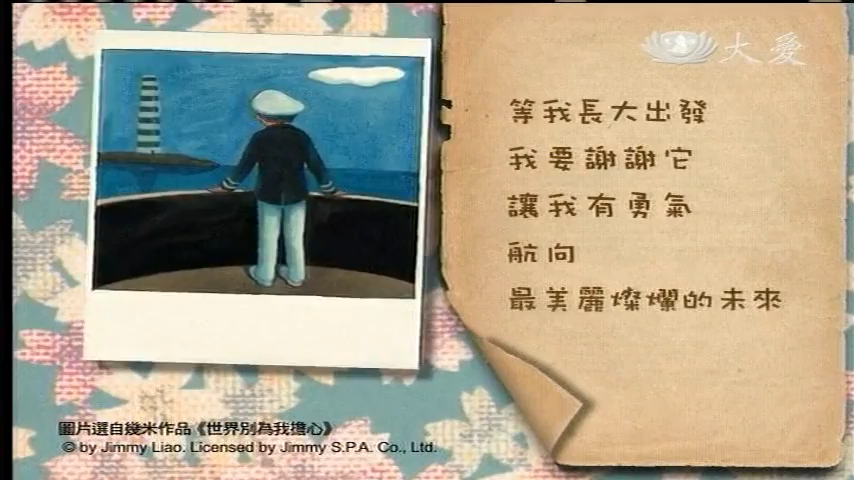 大愛
等我長大出發
我要謝謝它
讓我有勇氣
航向
最美麗燦爛的未來
圖片選自幾米作品《世界別為我擔心》
© by Jimmy Liao. Licensed by Jimmy S.P.A. Co., Ltd.